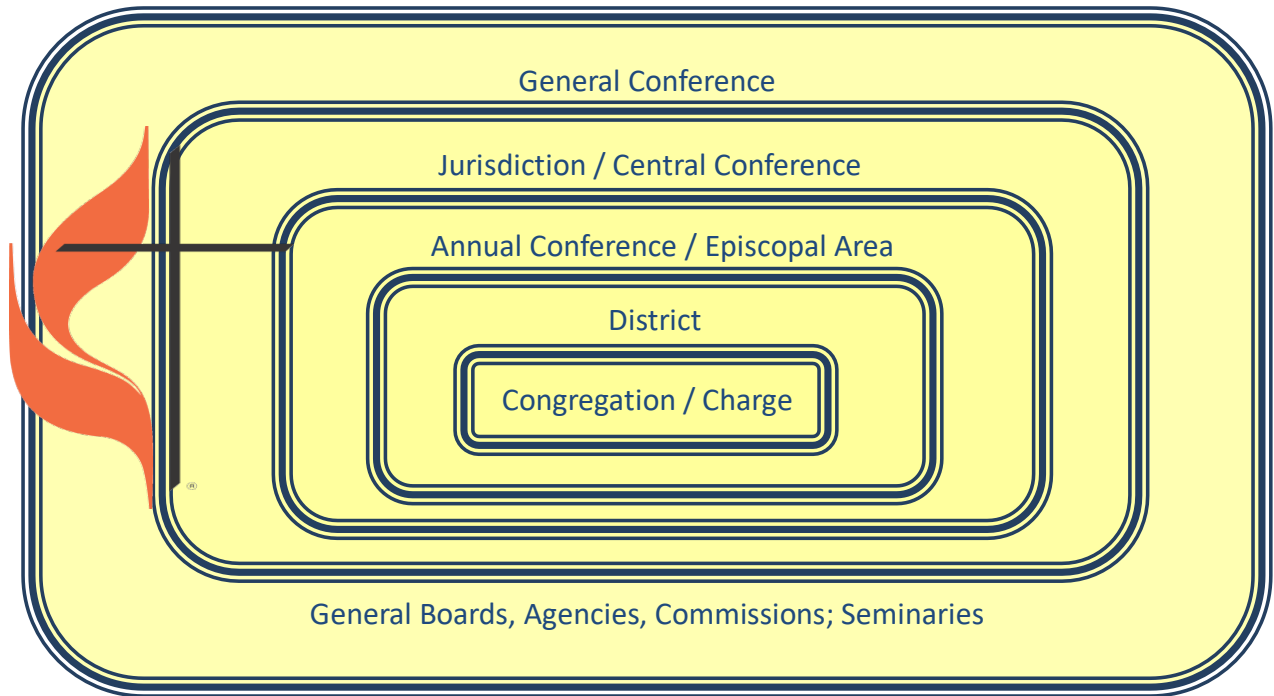 General Conference
Jurisdiction / Central Conference
Annual Conference / Episcopal Area
District
Congregation / Charge
®
General Boards, Agencies, Commissions; Seminaries